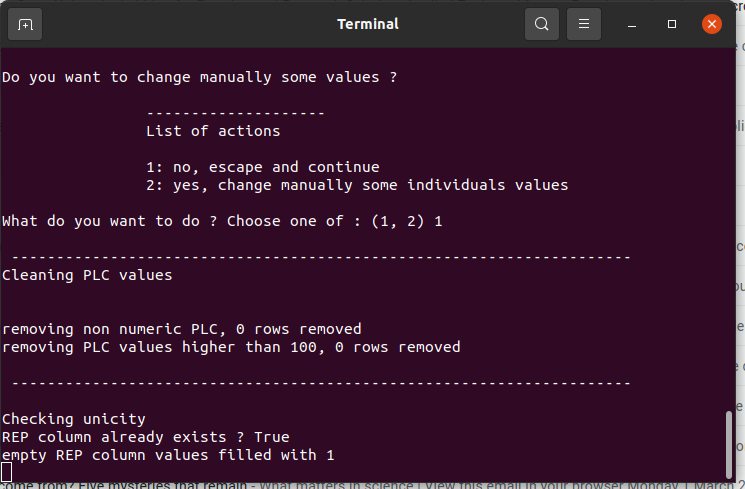 Terminal
Do you want to change manually some values ?
--------------------
List of actions
1: no, escape and continue
2: yes, change manually some individuals values
What do you want to do ? Choose one of : (1, 2) 1
---------------------------------------------------------------------
Cleaning PLC values
removing non numeric PLC, 0 rows removed
removing PLC values higher than 100, 0 rows removed
---------------------------------------------------------------------
Checking unicity
REP column already exists ? True
empty REP column values filled with 1
come from? Five mysteries that remain - What matters in science | View this email in your browser Monday, 1 March 2